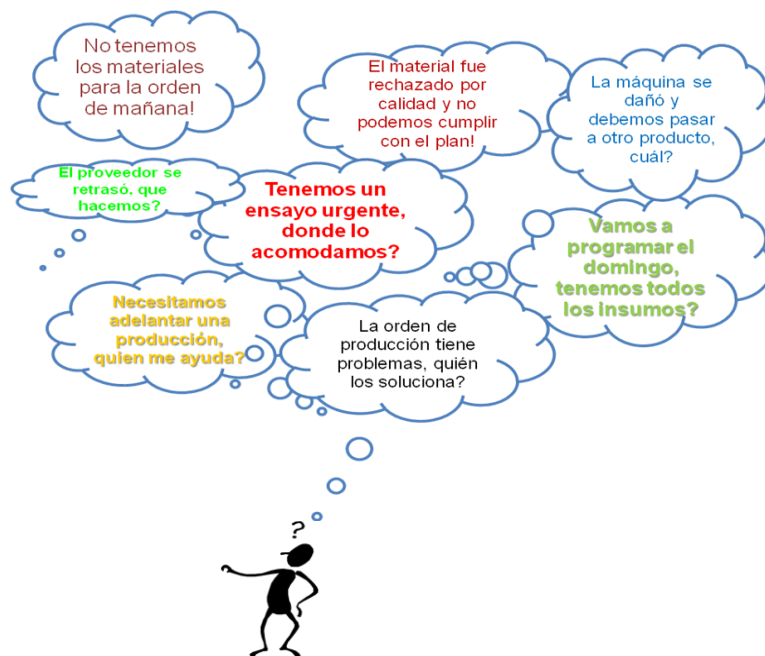 No tenemos
los materiales
para la orden
de mañana!
El material fue
rechazado por
calidad y no
podemos cumplir
con el plan!
La máquina se
dañó y
debemos pasar
a otro producto,
cuál?
El proveedor se
retrasó, que
hacemos?
Tenemos un
ensayo urgente,
donde lo
acomodamos?
Vamos a
programar el
domingo,
tenemos todos
los insumos?
Necesitamos
adelantar una
producción,
quien me ayuda?
La orden de
producción tiene
problemas, quién
los soluciona?
?